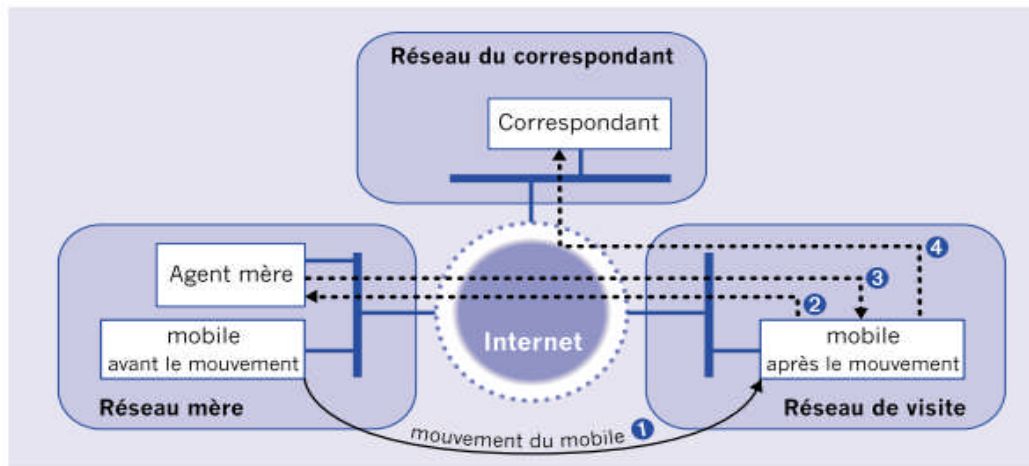 Réseau du correspondant
Correspondant
Agent mère
mobile
avant le mouvement
Réseau mère
Internet
4
3
2
mobile
après le mouvement
Réseau de visite
mouvement du mobile 1